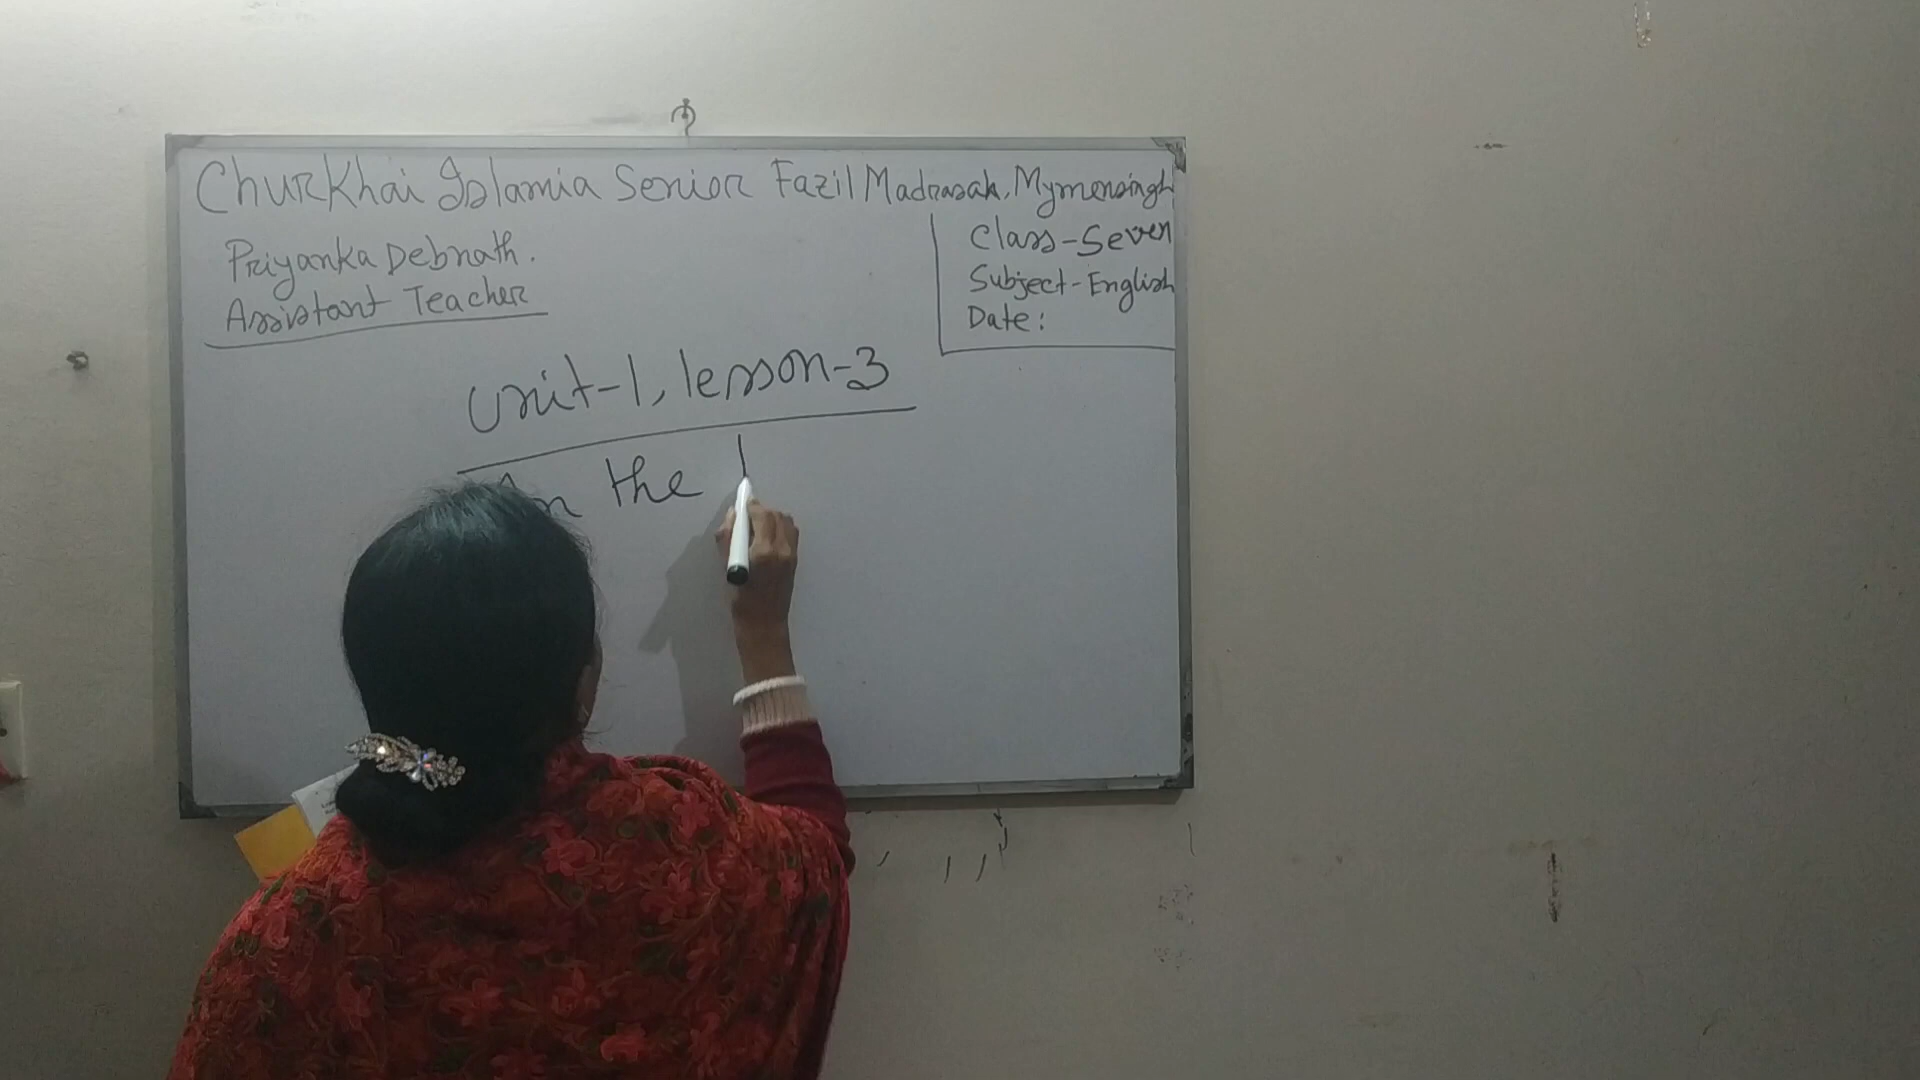 Churkhai Islamia Senior Fazil Madrasah, Mymensingh
Priyanka Debnath.
Assistant Teacher
Class-Seven
Subject-English
Date:
Unit-1, lesson-3
the